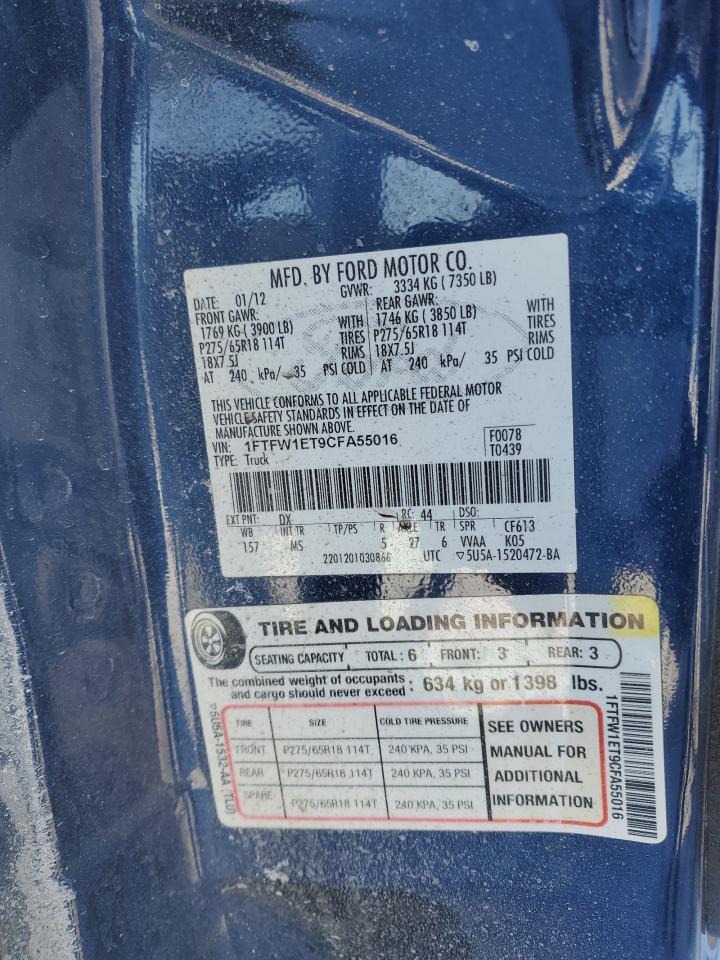 MFD. BY FORD MOTOR CO.
DATE: 01/12 GVWR: 3334 KG ( 7350 LB)
FRONT GAWR: REAR GAWR:
1769 KG ( 3900 LB) WITH 1746 KG ( 3850 LB) WITH
P275/65R18 114T TIRES P275/65R18 114T TIRES
18X7.5J RIMS 18X7.5J RIMS
AT 240 kPa/ 35 PSI COLD AT 240 kPa/ 35 PSI COLD
THIS VEHICLE CONFORMS TO ALL APPLICABLE FEDERAL MOTOR
VEHICLE SAFETY STANDARDS IN EFFECT ON THE DATE OF
MANUFACTURE SHOWN ABOVE.
VIN: 1FTFW1ET9CFA55016 F0078
TYPE: Truck T0439
EXT PNT: DX RC: 44 DSO:
WB INT TR TP/PS R AXLE TR SPR CF613
157 MS 5 27 6 VVAA K05
2201201030866 UTC ▽5U5A-1520472-BA
TIRE AND LOADING INFORMATION
SEATING CAPACITY TOTAL: 6 FRONT: 3 REAR: 3
The combined weight of occupants
and cargo should never exceed : 634 kg or 1398 lbs.
TIRE SIZE COLD TIRE PRESSURE
FRONT P275/65R18 114T 240 KPA, 35 PSI
REAR P275/65R18 114T 240 KPA, 35 PSI
SPARE P275/65R18 114T 240 KPA, 35 PSI
SEE OWNERS
MANUAL FOR
ADDITIONAL
INFORMATION
▽5U5A-1532-AA (TL0)
1FTFW1ET9CFA55016